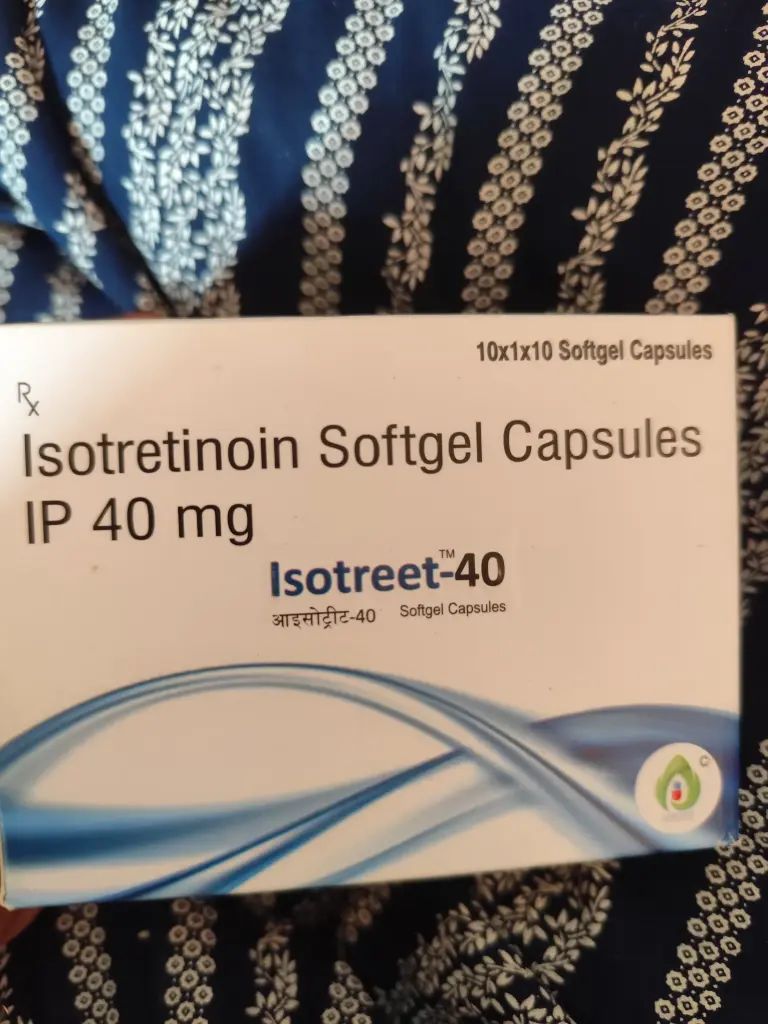 10x1x10 Softgel Capsules
Rx
Isotretinoin Softgel Capsules
IP 40 mg
Isotreet™-40
आइसोट्रीट-40 Softgel Capsules
©